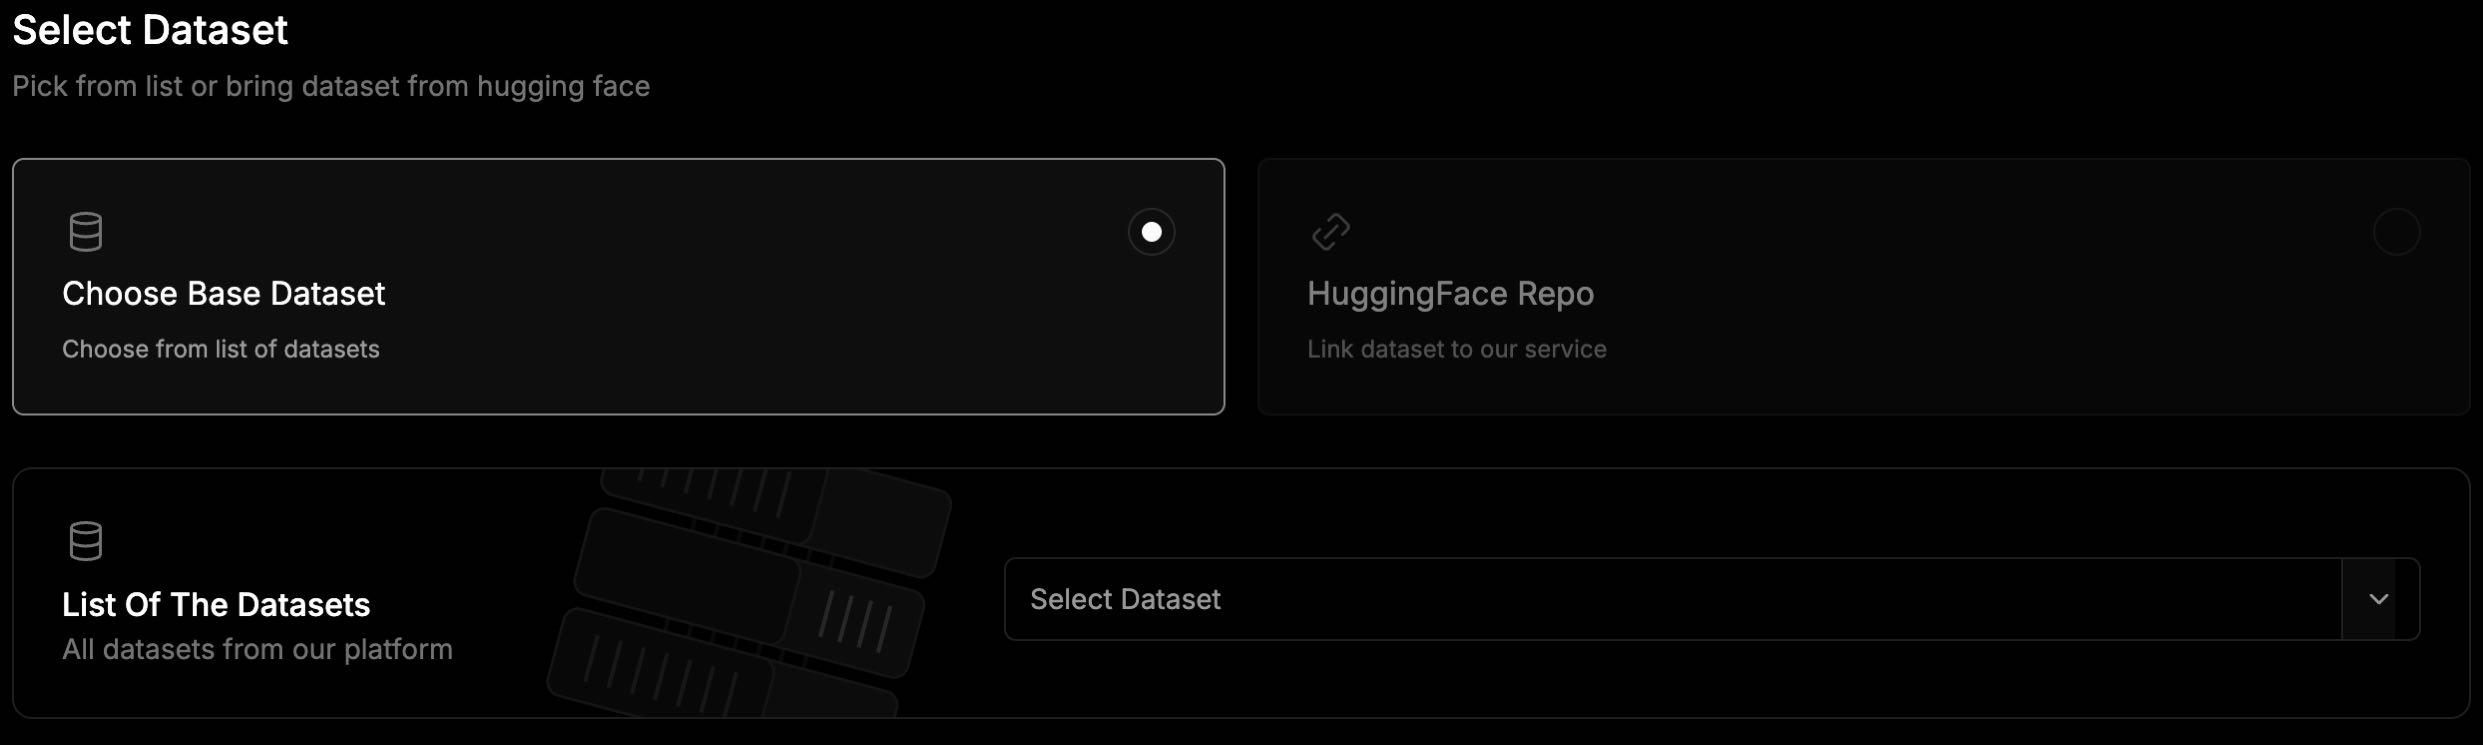 Select Dataset
Pick from list or bring dataset from hugging face
Choose Base Dataset
Choose from list of datasets
HuggingFace Repo
Link dataset to our service
List Of The Datasets
All datasets from our platform
Select Dataset